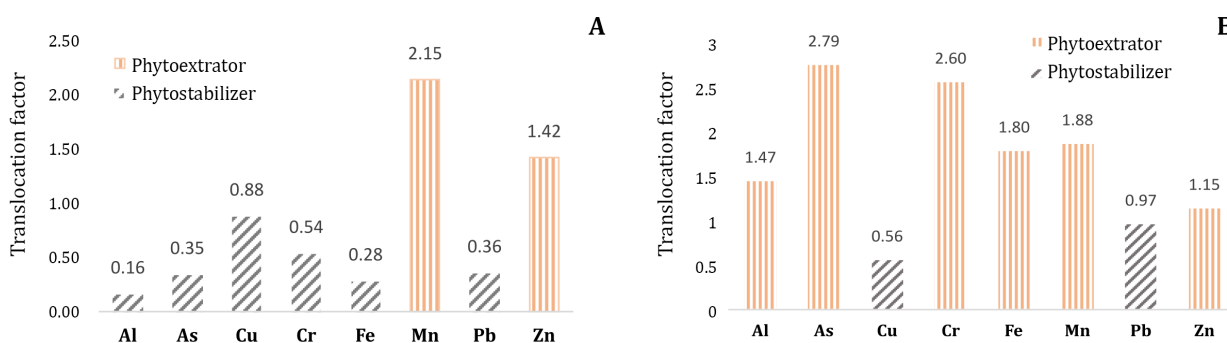 A
Translocation factor
2.50
2.00
1.50
1.00
0.50
0.00
Phytoextrator
Phytostabilizer
0.16
0.35
0.88
0.54
0.28
2.15
0.36
1.42
Al As Cu Cr Fe Mn Pb Zn
B
Translocation factor
3
2.5
2
1.5
1
0.5
0
Phytoextrator
Phytostabilizer
1.47
2.79
0.56
2.60
1.80
1.88
0.97
1.15
Al As Cu Cr Fe Mn Pb Zn